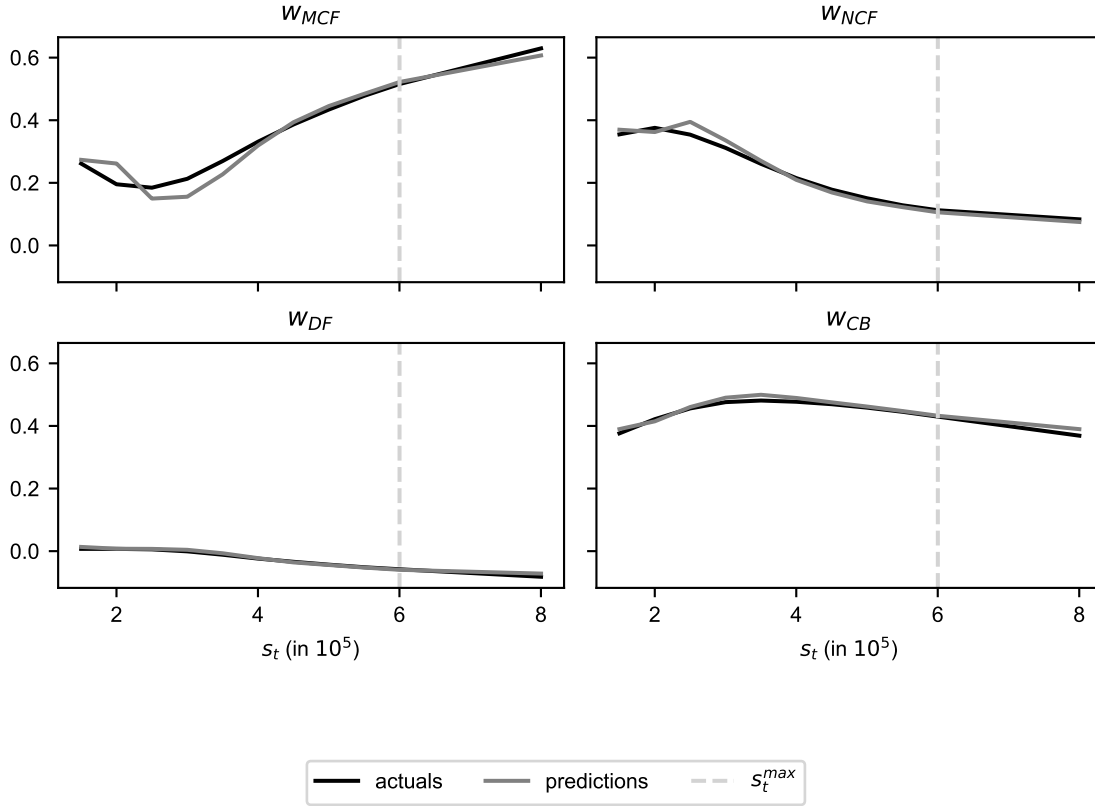 w_MCF w_NCF
0.6
0.4
0.2
0.0
w_DF w_CB
0.6
0.4
0.2
0.0
2 4 6 8 2 4 6 8
s_t (in 10^5) s_t (in 10^5)
actuals predictions s_t^max